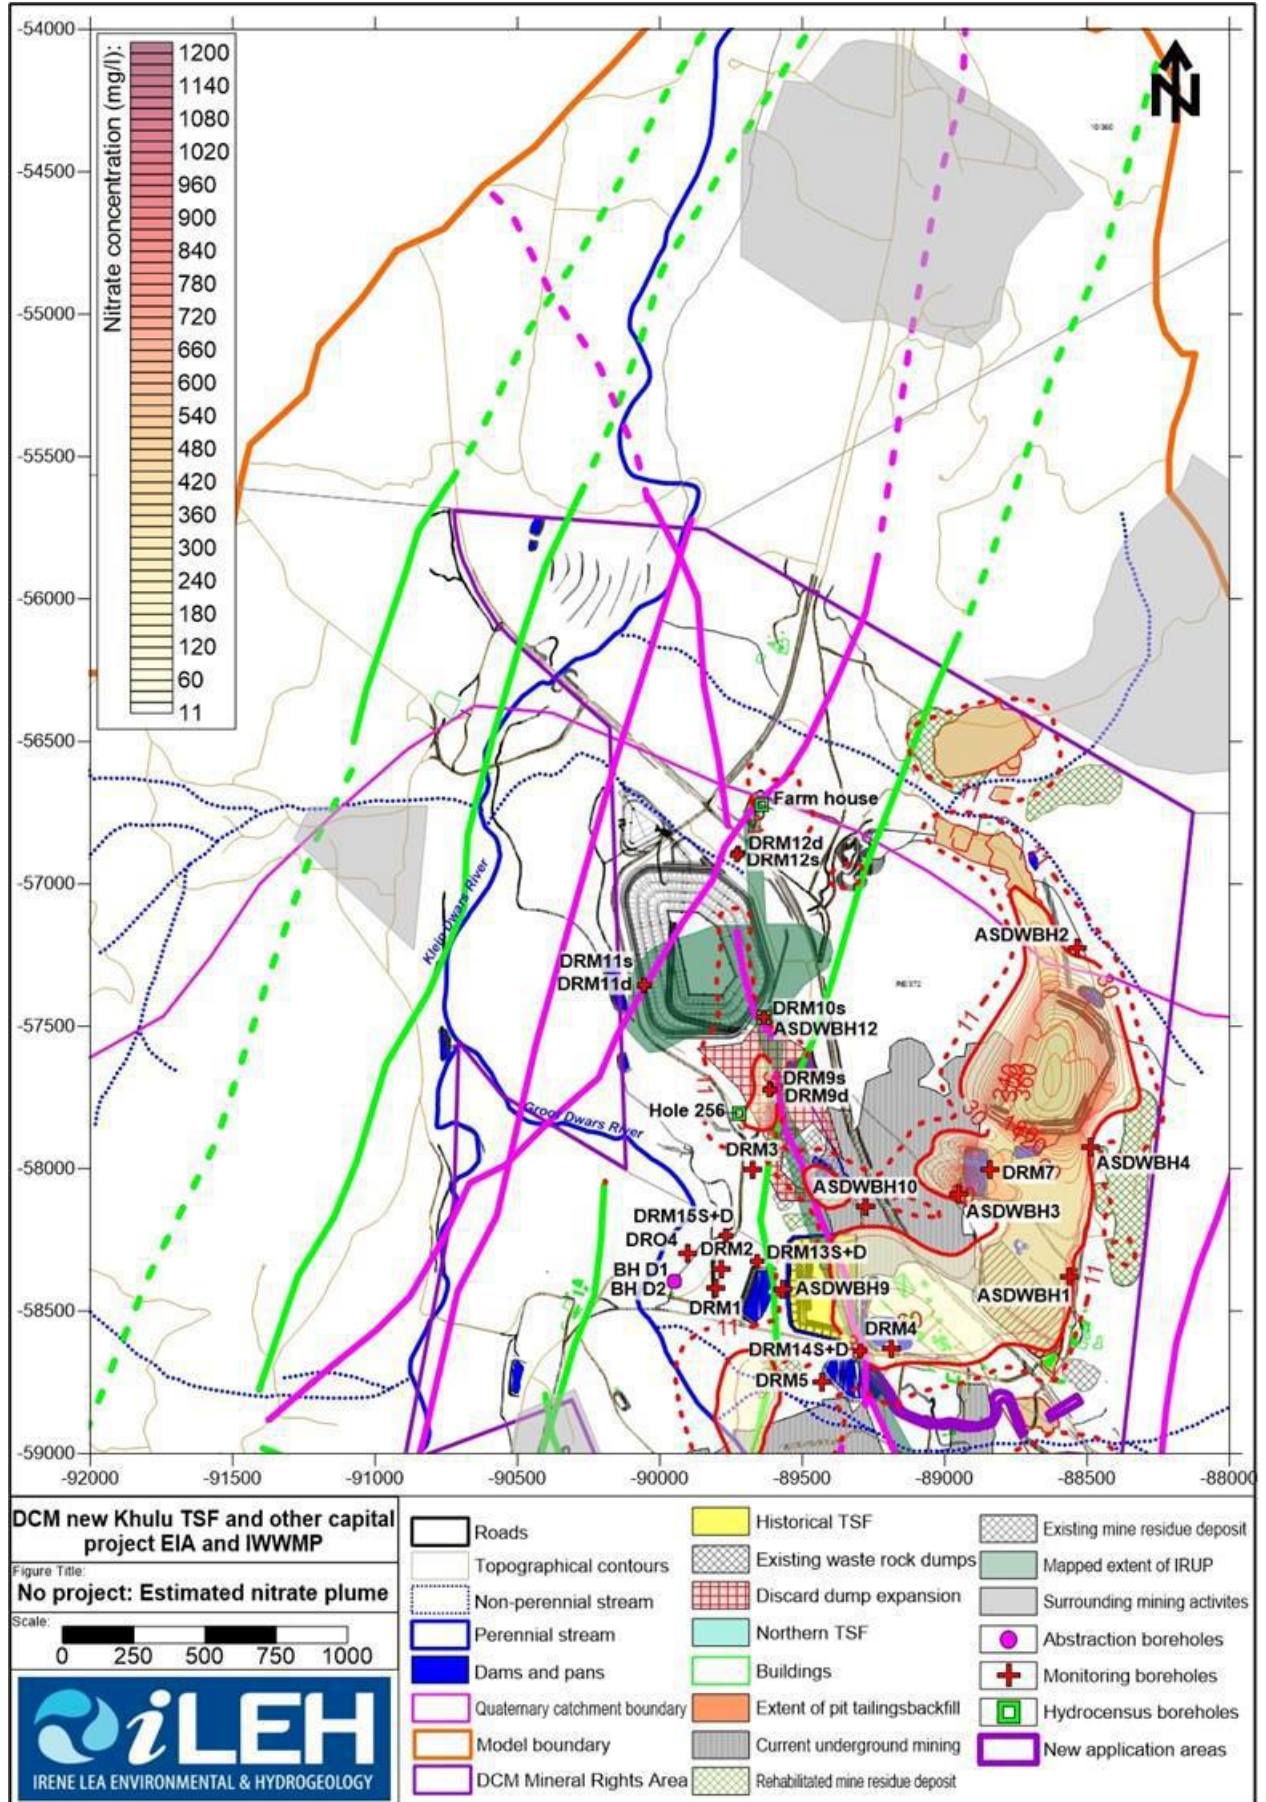 -54000
-54500
-55000
-55500
-56000
-56500
-57000
-57500
-58000
-58500
-59000
Nitrate concentration (mg/l):
1200
1140
1080
1020
960
900
840
780
720
660
600
540
480
420
360
300
240
180
120
60
11
N
Farm house
DRM12d
DRM12s
ASDWBH2
DRM11s
DRM11d
DRM10s
ASDWBH12
DRM9s
DRM9d
Hole 256
DRM3
ASDWBH10
DRM7
ASDWBH4
ASDWBH3
DRM15S+D
DRO4
DRM2
DRM13S+D
BH D1
BH D2
ASDWBH9
ASDWBH1
DRM1
DRM4
DRM14S+D
DRM5
Klein Dwars River
Groot Dwars River
11
11
11
11
11
30
-92000
-91500
-91000
-90500
-90000
-89500
-89000
-88500
-88000
DCM new Khulu TSF and other capital
project EIA and IWWMP
Figure Title:
No project: Estimated nitrate plume
Scale:
0 250 500 750 1000
iLEH
IRENE LEA ENVIRONMENTAL & HYDROGEOLOGY
Roads
Topographical contours
Non-perennial stream
Perennial stream
Dams and pans
Quaternary catchment boundary
Model boundary
DCM Mineral Rights Area
Historical TSF
Existing waste rock dumps
Discard dump expansion
Northern TSF
Buildings
Extent of pit tailingsbackfill
Current underground mining
Rehabilitated mine residue deposit
Existing mine residue deposit
Mapped extent of IRUP
Surrounding mining activites
Abstraction boreholes
Monitoring boreholes
Hydrocensus boreholes
New application areas